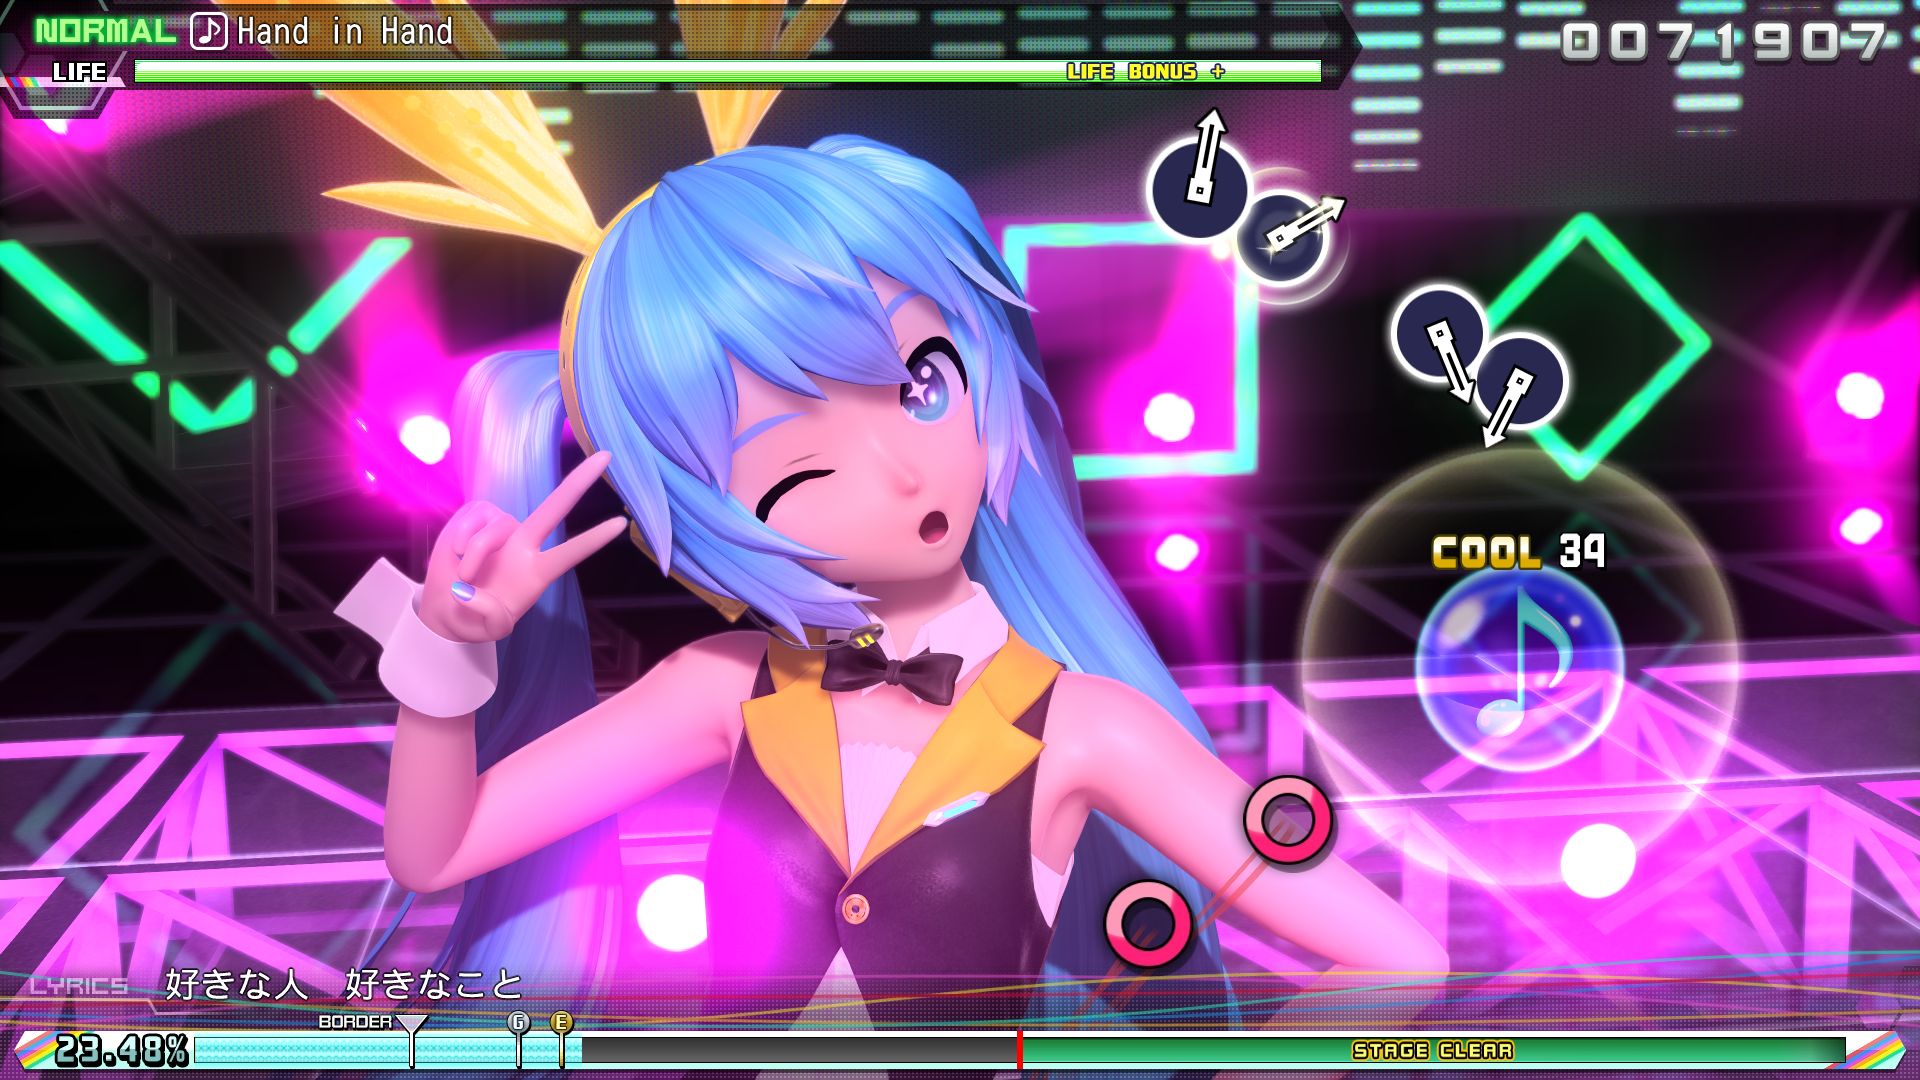 NORMAL ♪ Hand in Hand
0071907
LIFE
LIFE BONUS +
COOL 34
LYRICS 好きな人 好きなこと
BORDER G E
23.48%
STAGE CLEAR